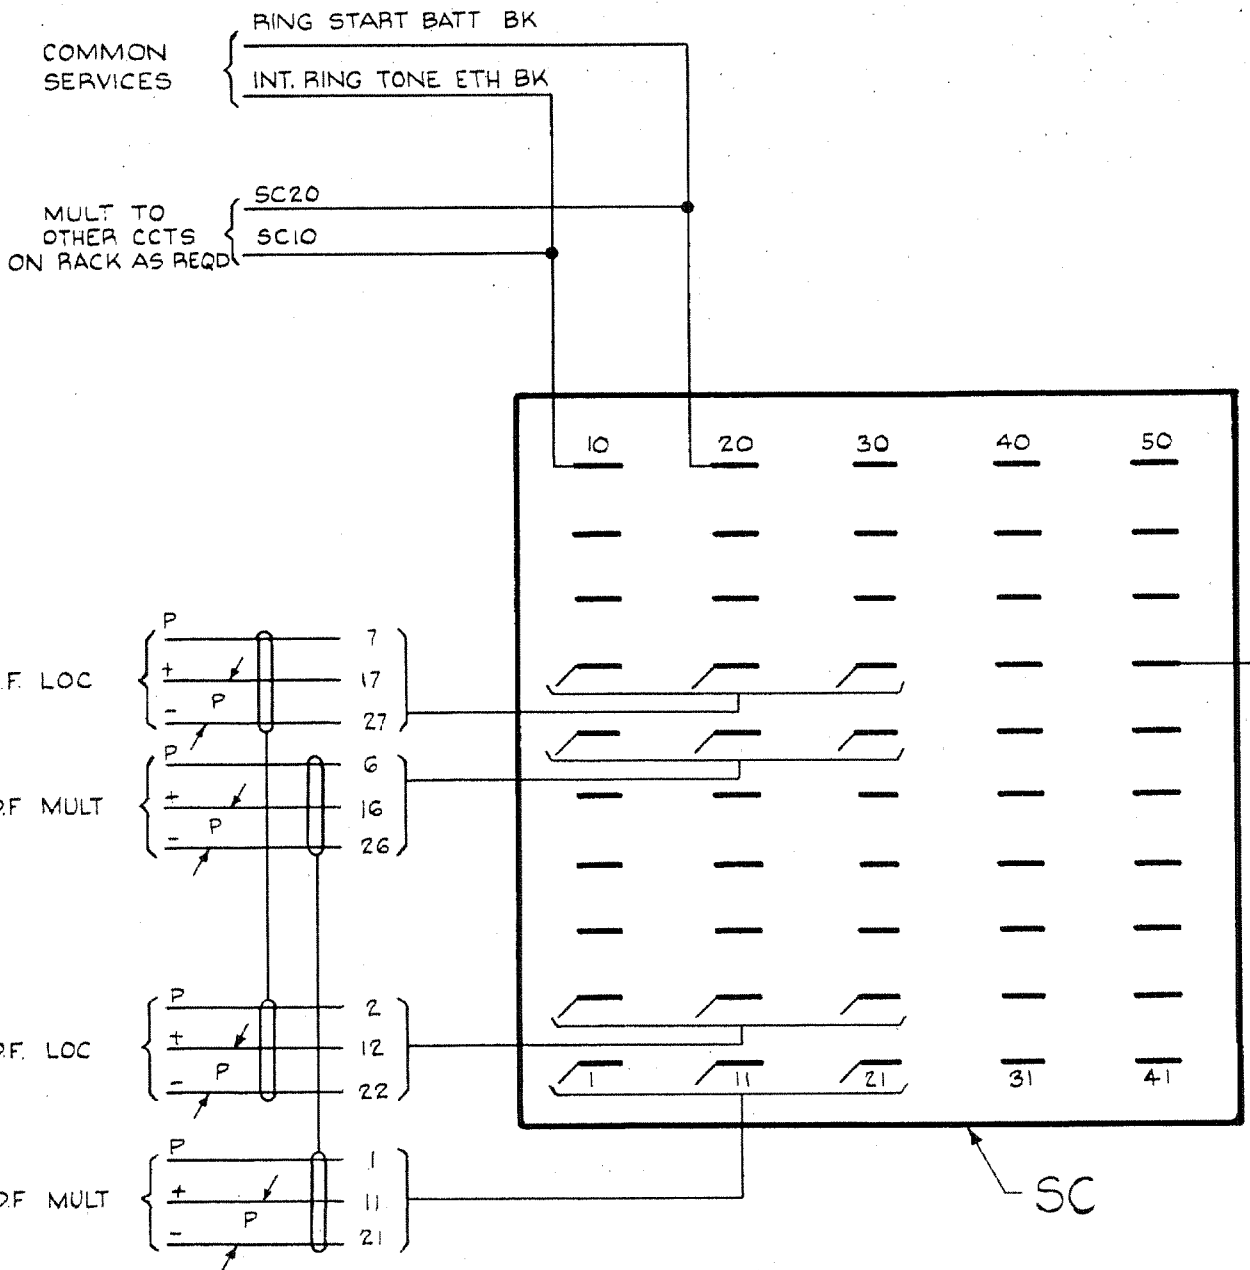 RING START BATT BK
COMMON
SERVICES
INT. RING TONE ETH BK
SC20
MULT TO
OTHER CCTS
ON RACK AS REQD
SC10
10 20 30 40 50
P 7
+ 17
.F. LOC
P
- 27
P 6
+ 16
.F MULT
P
- 26
P 2
+ 12
.F. LOC
P
- 22
1 11 21 31 41
P 1
+ 11
.F MULT
P
- 21
SC